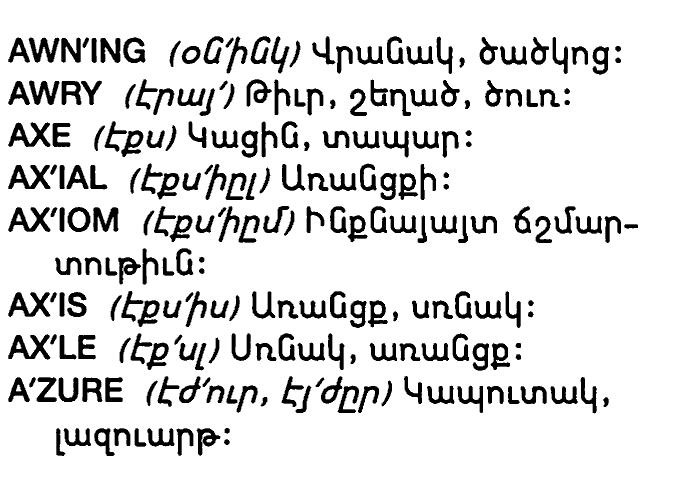 AWN′ING (օն′ինկ) Վրանակ, ծածկոց։
AWRY (էրայ′) Թիւր, շեղած, ծուռ։
AXE (էքս) Կացին, տապար։
AX′IAL (էքս′իըլ) Առանցքի։
AX′IOM (էքս′իըմ) Ինքնայայտ ճշմար-
տութիւն։
AX′IS (էքս′իս) Առանցք, սռնակ։
AX′LE (էք′սլ) Սռնակ, առանցք։
A′ZURE (էժ′ուր, էյ′ժըր) Կապուտակ,
լազուարթ։